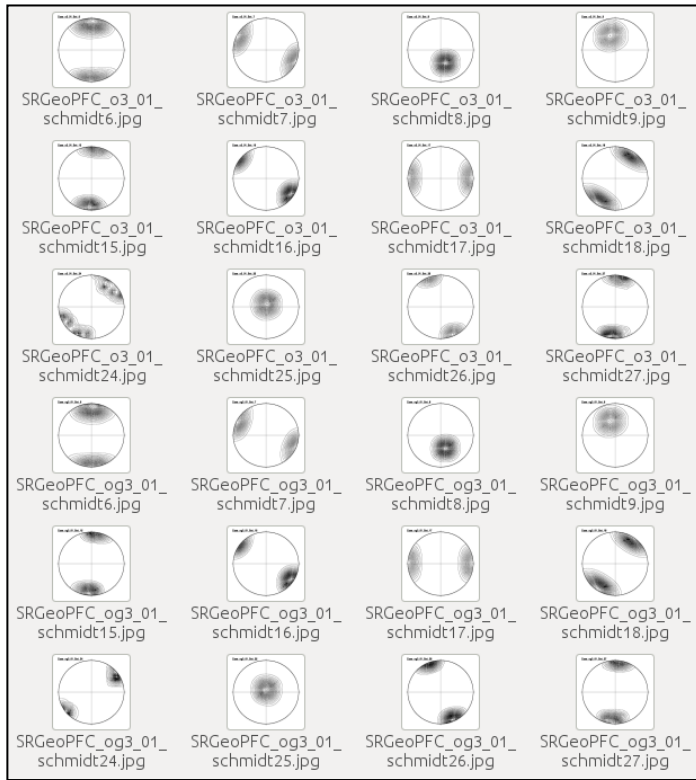 SRGeoPFC_o3_01_ SRGeoPFC_o3_01_ SRGeoPFC_o3_01_ SRGeoPFC_o3_01_
schmidt6.jpg schmidt7.jpg schmidt8.jpg schmidt9.jpg
SRGeoPFC_o3_01_ SRGeoPFC_o3_01_ SRGeoPFC_o3_01_ SRGeoPFC_o3_01_
schmidt15.jpg schmidt16.jpg schmidt17.jpg schmidt18.jpg
SRGeoPFC_o3_01_ SRGeoPFC_o3_01_ SRGeoPFC_o3_01_ SRGeoPFC_o3_01_
schmidt24.jpg schmidt25.jpg schmidt26.jpg schmidt27.jpg
SRGeoPFC_og3_01_ SRGeoPFC_og3_01_ SRGeoPFC_og3_01_ SRGeoPFC_og3_01_
schmidt6.jpg schmidt7.jpg schmidt8.jpg schmidt9.jpg
SRGeoPFC_og3_01_ SRGeoPFC_og3_01_ SRGeoPFC_og3_01_ SRGeoPFC_og3_01_
schmidt15.jpg schmidt16.jpg schmidt17.jpg schmidt18.jpg
SRGeoPFC_og3_01_ SRGeoPFC_og3_01_ SRGeoPFC_og3_01_ SRGeoPFC_og3_01_
schmidt24.jpg schmidt25.jpg schmidt26.jpg schmidt27.jpg